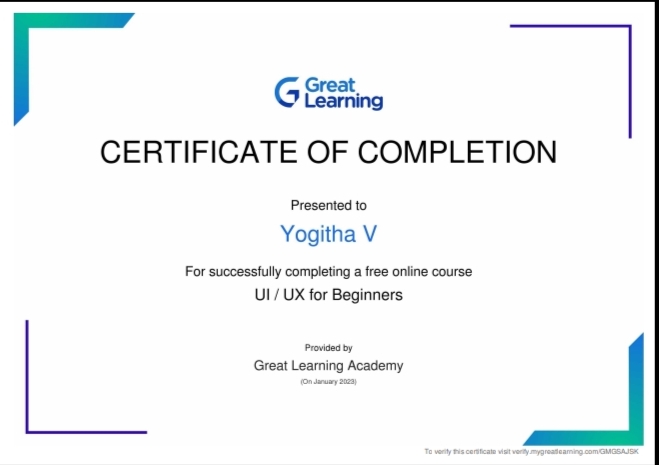 Great
Learning
CERTIFICATE OF COMPLETION
Presented to
Yogitha V
For successfully completing a free online course
UI / UX for Beginners
Provided by
Great Learning Academy
(On January 2023)
To verify this certificate visit verify.mygreatlearning.com/GMGSAJSK